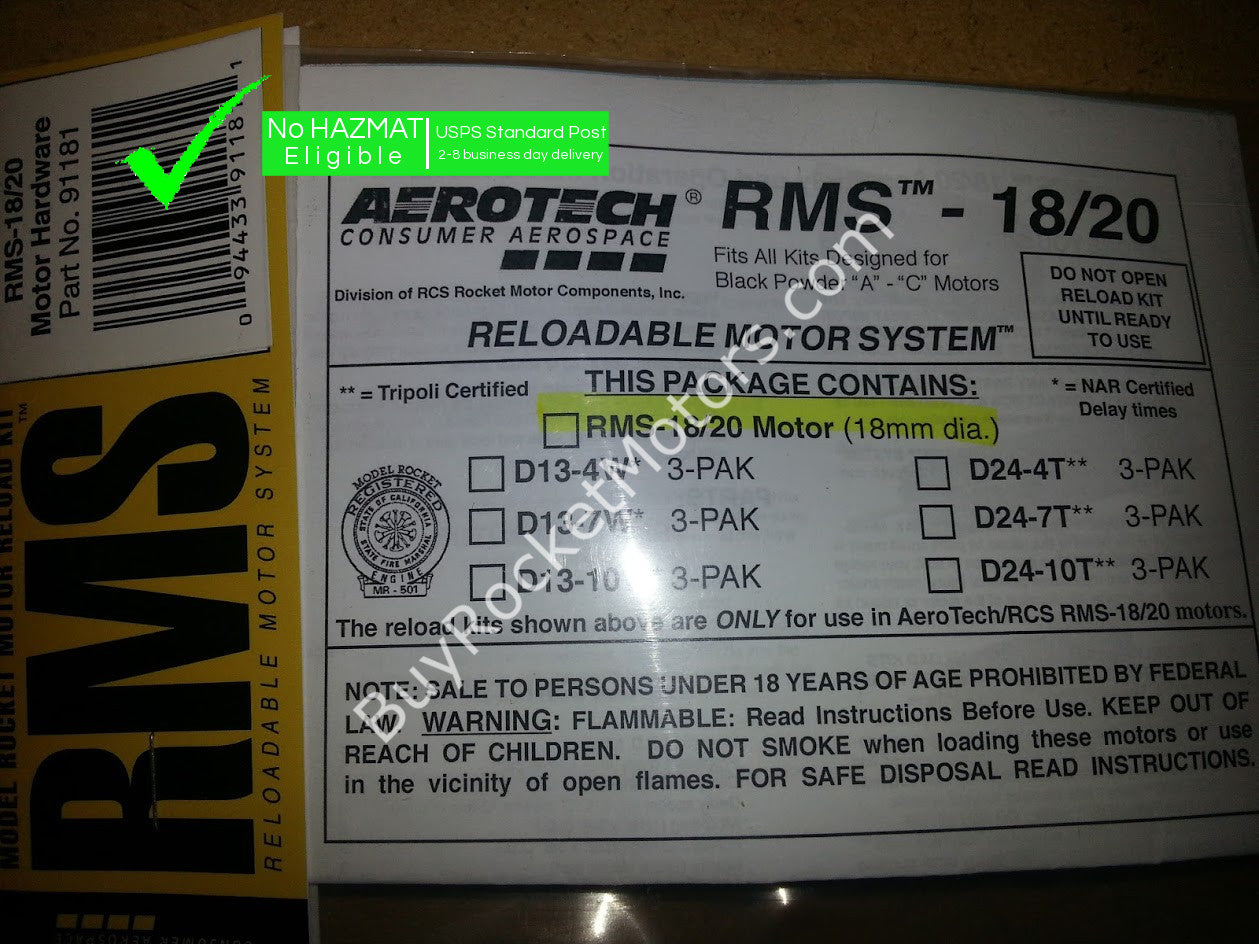 RMS-18/20
Motor Hardware
Part No. 91181
0 94433 91181 1
No HAZMAT
Eligible
USPS Standard Post
2-8 business day delivery
MODEL ROCKET MOTOR RELOAD KIT
RMS™
RELOADABLE MOTOR SYSTEM
CONSUMER AEROSPACE
AEROTECH®
CONSUMER AEROSPACE
Division of RCS Rocket Motor Components, Inc.
RMS™ - 18/20
Fits All Kits Designed for
Black Powder "A" - "C" Motors
DO NOT OPEN
RELOAD KIT
UNTIL READY
TO USE
RELOADABLE MOTOR SYSTEM™
** = Tripoli Certified
THIS PACKAGE CONTAINS:
* = NAR Certified
Delay times
RMS-18/20 Motor (18mm dia.)
D13-4W* 3-PAK
D24-4T** 3-PAK
D13-7W* 3-PAK
D24-7T** 3-PAK
D13-10 * 3-PAK
D24-10T** 3-PAK
MODEL ROCKET
REGISTERED
STATE OF CALIFORNIA
STATE FIRE MARSHAL
ENGINE
MR - 501
The reload kits shown above are ONLY for use in AeroTech/RCS RMS-18/20 motors.
NOTE: SALE TO PERSONS UNDER 18 YEARS OF AGE PROHIBITED BY FEDERAL
LAW WARNING: FLAMMABLE: Read Instructions Before Use. KEEP OUT OF
REACH OF CHILDREN. DO NOT SMOKE when loading these motors or use
in the vicinity of open flames. FOR SAFE DISPOSAL READ INSTRUCTIONS.
BuyRocketMotors.com